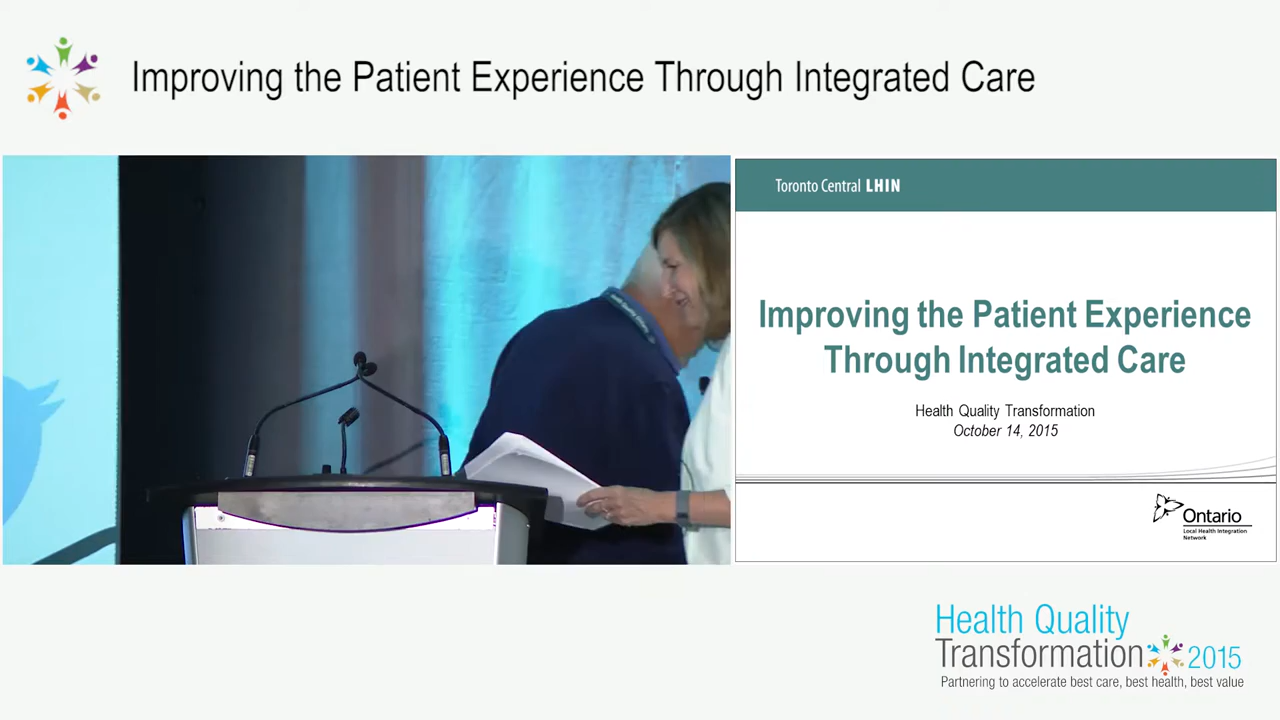 Improving the Patient Experience Through Integrated Care
Toronto Central LHIN
Improving the Patient Experience
Through Integrated Care
Health Quality Transformation
October 14, 2015
Ontario
Local Health Integration
Network
Health Quality
Transformation 2015
Partnering to accelerate best care, best health, best value